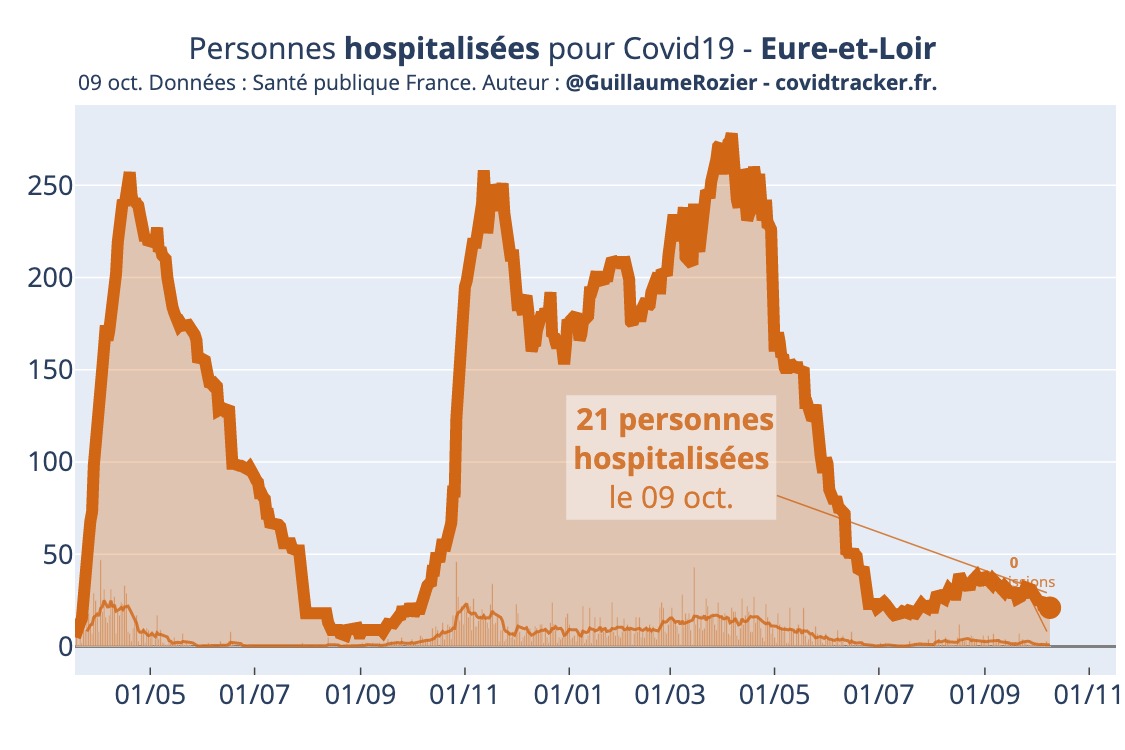 Personnes hospitalisées pour Covid19 - Eure-et-Loir
09 oct. Données : Santé publique France. Auteur : @GuillaumeRozier - covidtracker.fr.
250
200
150
100
50
0
21 personnes
hospitalisées
le 09 oct.
0
01/05 01/07 01/09 01/11 01/01 01/03 01/05 01/07 01/09 01/11